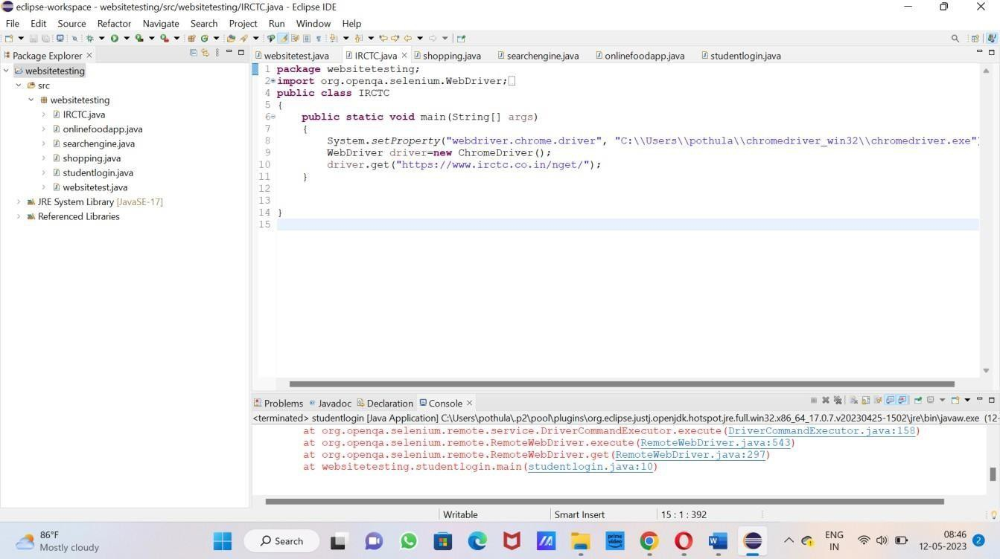 eclipse-workspace - websitetesting/src/websitetesting/IRCTC.java - Eclipse IDE
File Edit Source Refactor Navigate Search Project Run Window Help
Package Explorer
websitetesting
src
websitetesting
IRCTC.java
onlinefoodapp.java
searchengine.java
shopping.java
studentlogin.java
websitetest.java
JRE System Library [JavaSE-17]
Referenced Libraries
websitetest.java IRCTC.java shopping.java searchengine.java onlinefoodapp.java studentlogin.java
1 package websitetesting;
2 import org.openqa.selenium.WebDriver;
4 public class IRCTC
5 {
6 public static void main(String[] args)
7 {
8 System.setProperty("webdriver.chrome.driver", "C:\\Users\\pothula\\chromedriver_win32\\chromedriver.exe")
9 WebDriver driver=new ChromeDriver();
10 driver.get("https://www.irctc.co.in/nget/");
11 }
12
13
14 }
15
Problems Javadoc Declaration Console
<terminated> studentlogin [Java Application] C:\Users\pothula\.p2\pool\plugins\org.eclipse.justj.openjdk.hotspot.jre.full.win32.x86_64_17.0.7.v20230425-1502\jre\bin\javaw.exe (12-
at org.openqa.selenium.remote.service.DriverCommandExecutor.execute(DriverCommandExecutor.java:158)
at org.openqa.selenium.remote.RemoteWebDriver.execute(RemoteWebDriver.java:543)
at org.openqa.selenium.remote.RemoteWebDriver.get(RemoteWebDriver.java:297)
at websitetesting.studentlogin.main(studentlogin.java:10)
Writable Smart Insert 15 : 1 : 392
86°F
Mostly cloudy
Search
prime video
ENG
IN
08:46
12-05-2023
2